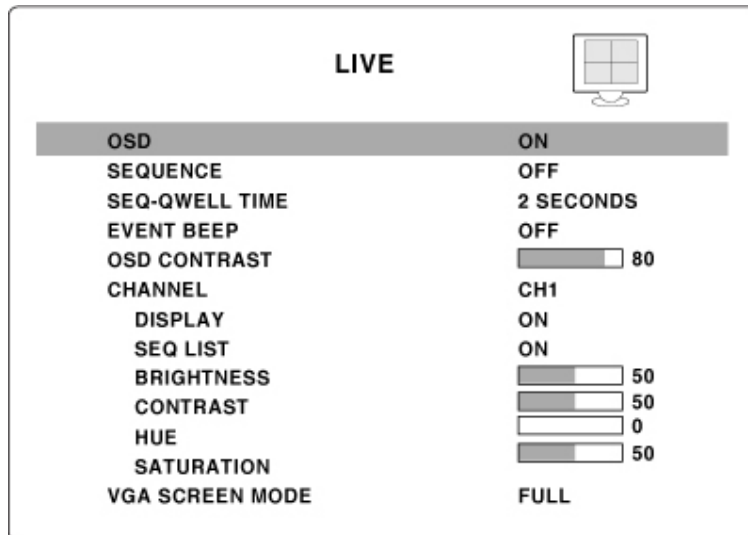 LIVE
OSD ON
SEQUENCE OFF
SEQ-QWELL TIME 2 SECONDS
EVENT BEEP OFF
OSD CONTRAST 80
CHANNEL CH1
DISPLAY ON
SEQ LIST ON
BRIGHTNESS 50
CONTRAST 50
HUE 0
SATURATION 50
VGA SCREEN MODE FULL